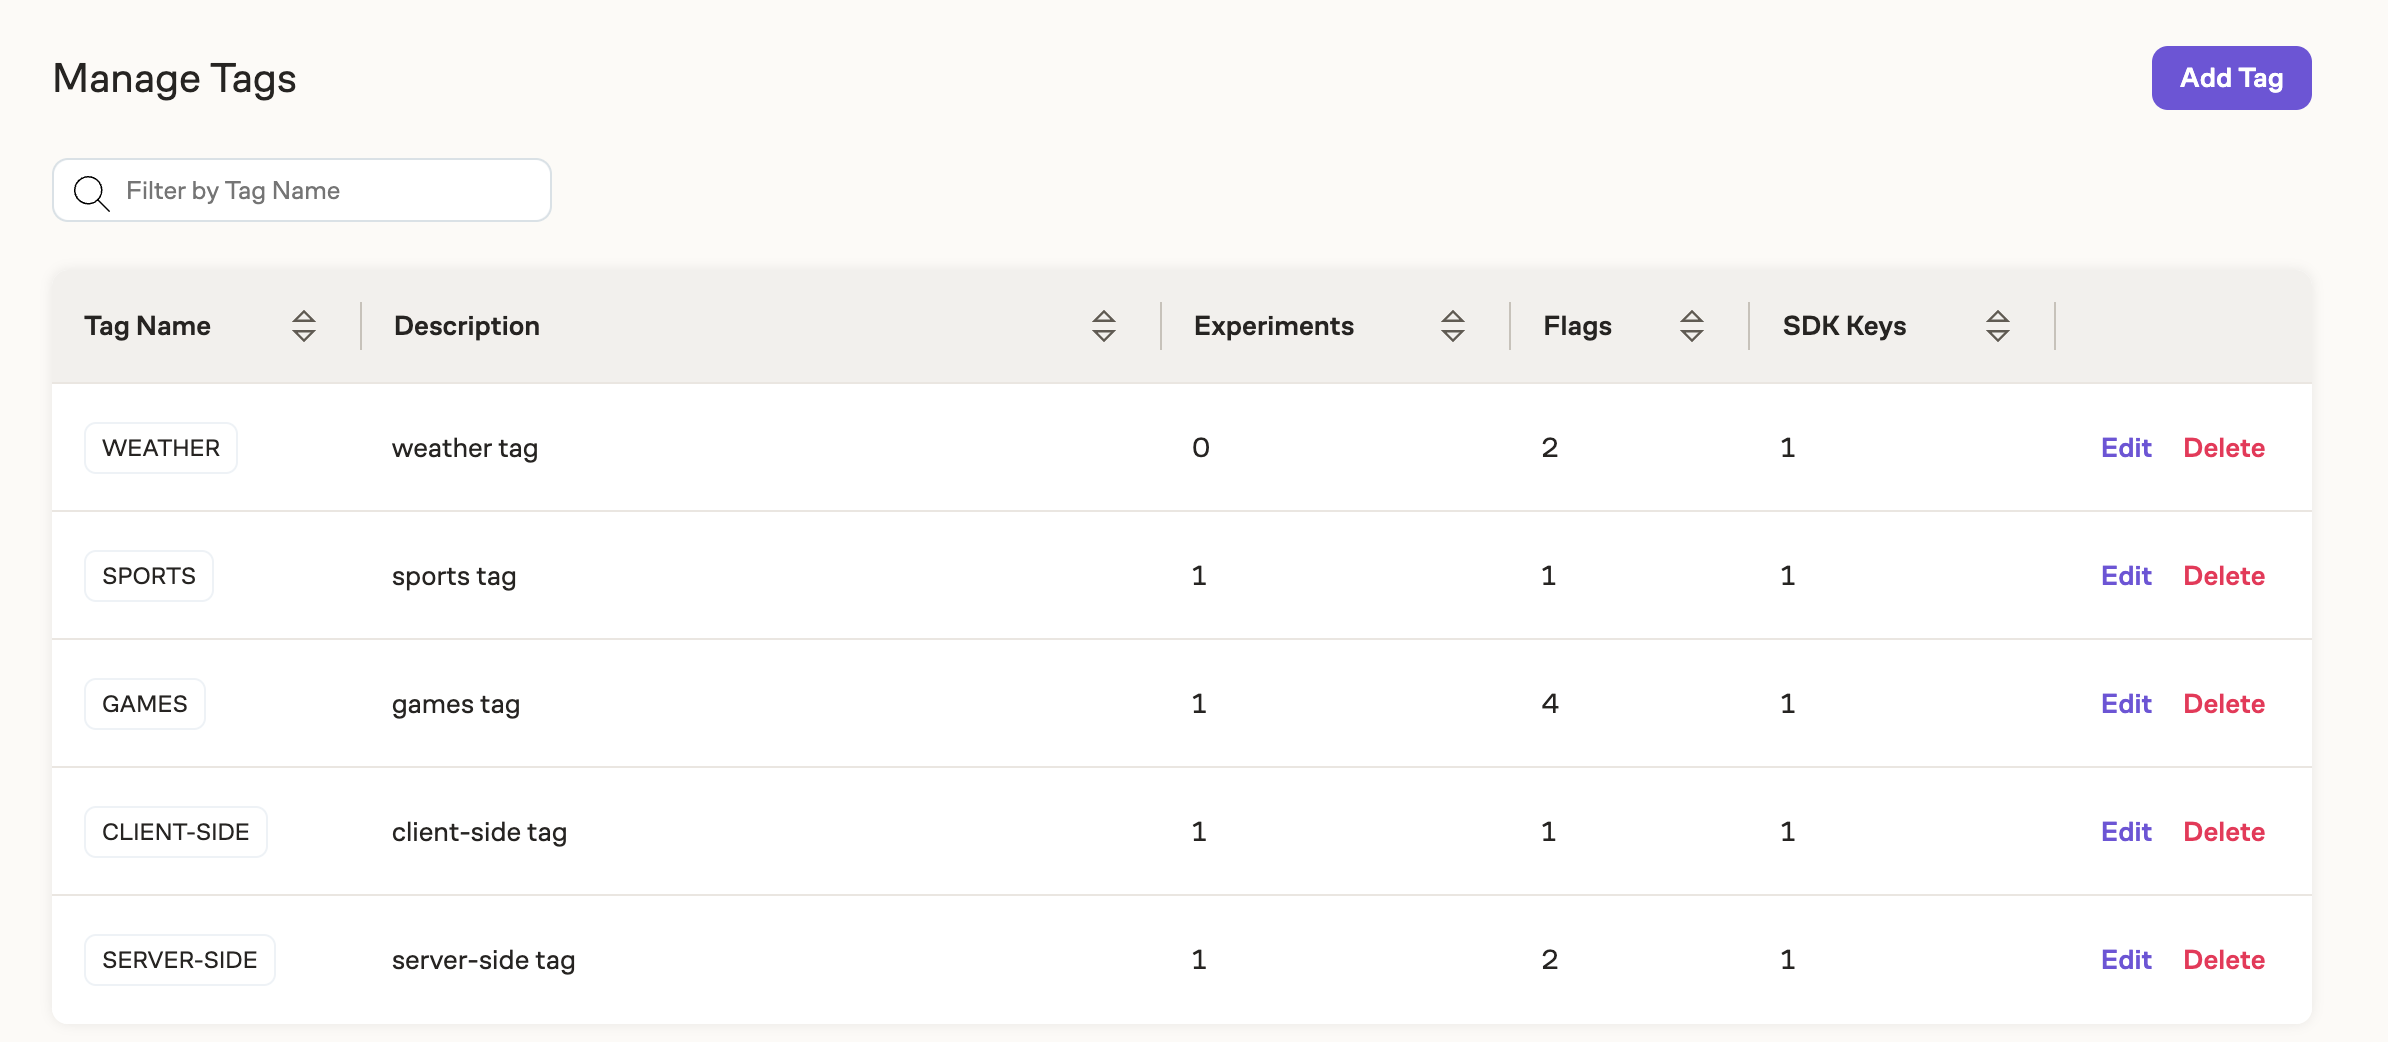 Manage Tags
Add Tag
Filter by Tag Name
Tag Name Description Experiments Flags SDK Keys
WEATHER weather tag 0 2 1 Edit Delete
SPORTS sports tag 1 1 1 Edit Delete
GAMES games tag 1 4 1 Edit Delete
CLIENT-SIDE client-side tag 1 1 1 Edit Delete
SERVER-SIDE server-side tag 1 2 1 Edit Delete